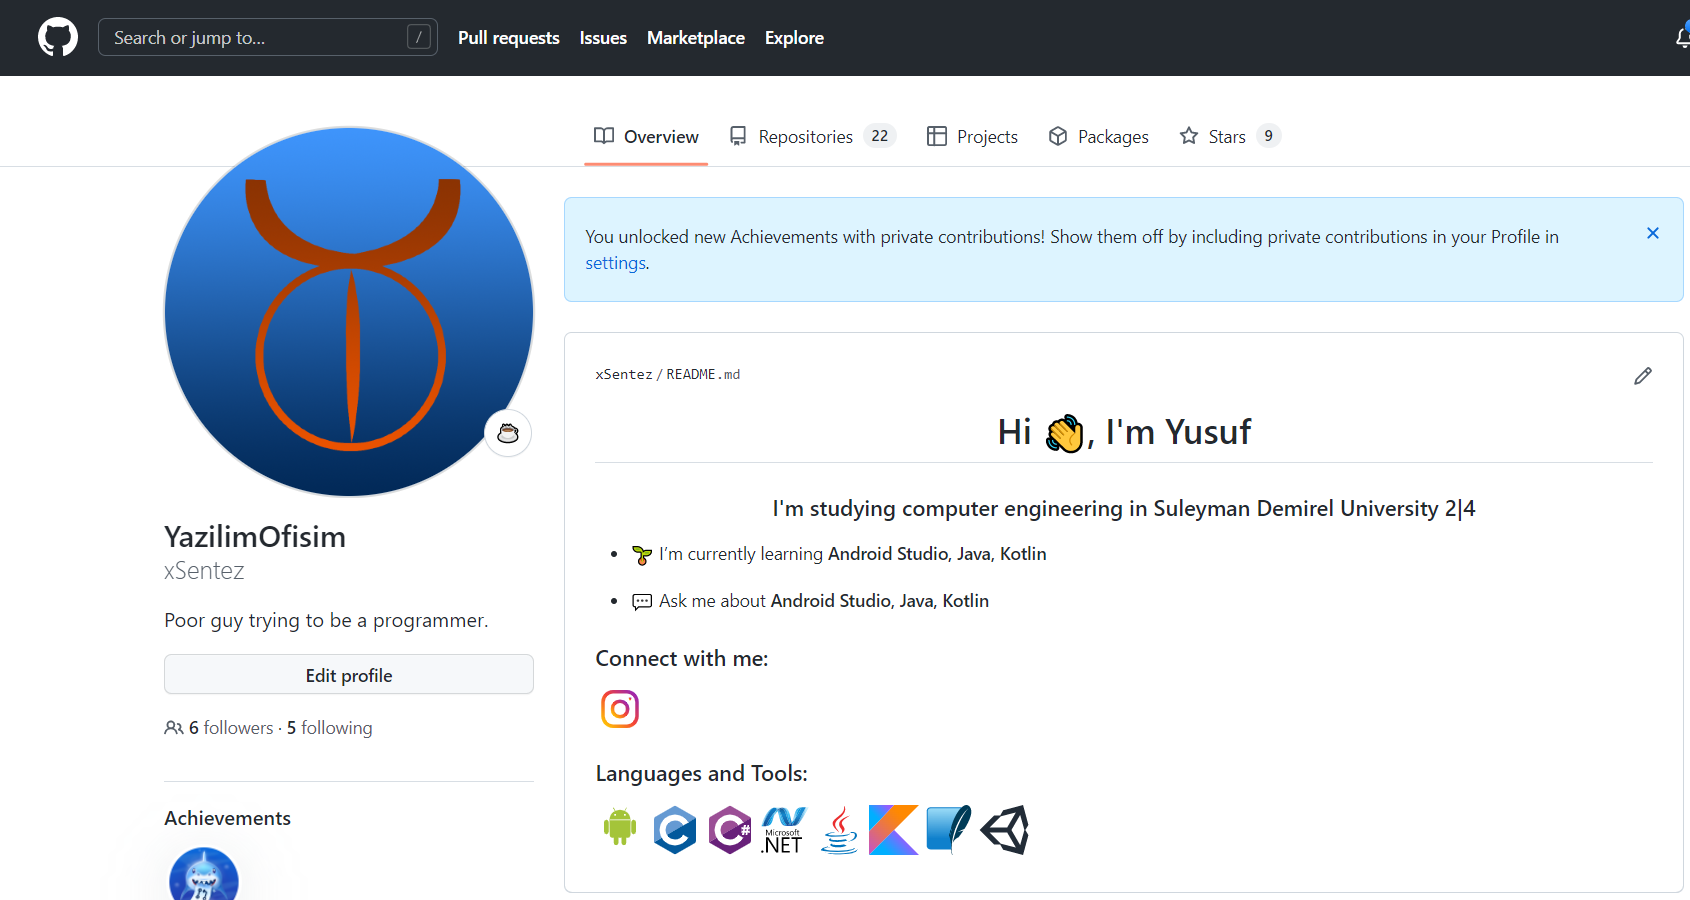 Search or jump to... /
Pull requests
Issues
Marketplace
Explore
Overview
Repositories 22
Projects
Packages
Stars 9
You unlocked new Achievements with private contributions! Show them off by including private contributions in your Profile in
settings.
xSentez / README.md
Hi 👋, I'm Yusuf
I'm studying computer engineering in Suleyman Demirel University 2|4
🌱 I’m currently learning Android Studio, Java, Kotlin
💬 Ask me about Android Studio, Java, Kotlin
Connect with me:
Languages and Tools:
C
C#
Microsoft
.NET
YazilimOfisim
xSentez
Poor guy trying to be a programmer.
Edit profile
6 followers · 5 following
Achievements